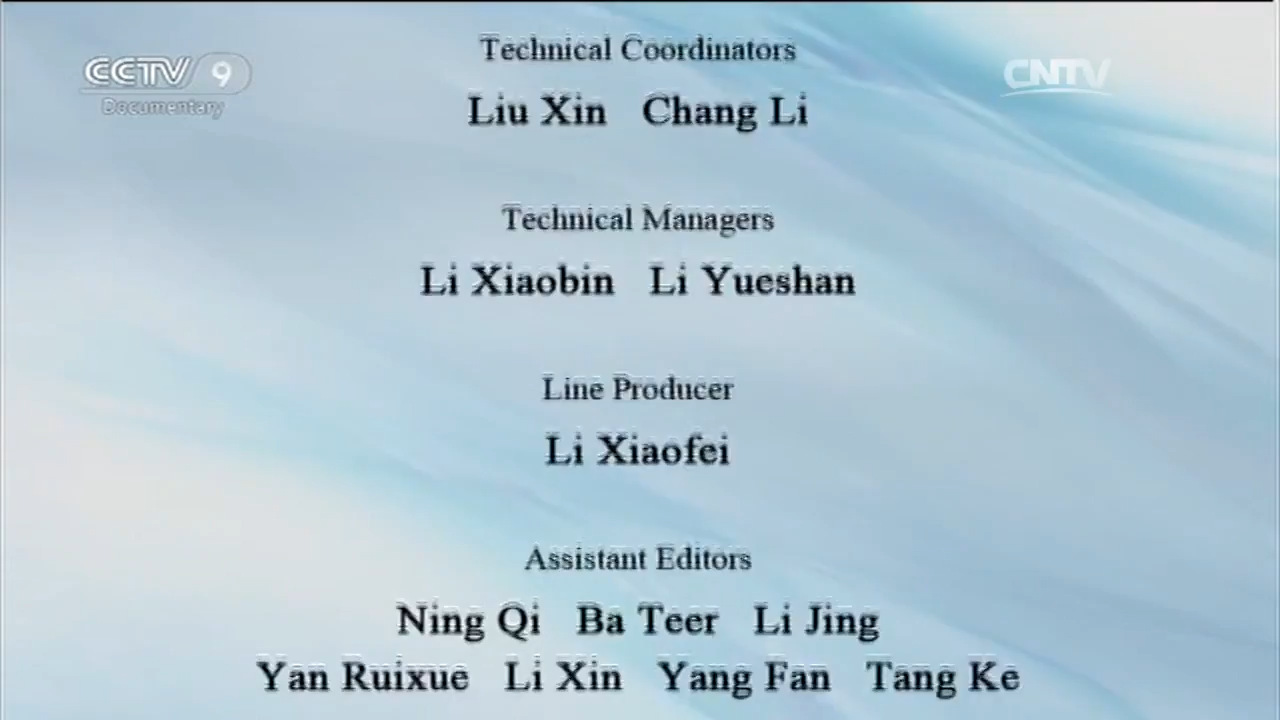 Technical Coordinators
CCTV 9
CNTV
Documentary
Liu Xin Chang Li
Technical Managers
Li Xiaobin Li Yueshan
Line Producer
Li Xiaofei
Assistant Editors
Ning Qi Ba Teer Li Jing
Yan Ruixue Li Xin Yang Fan Tang Ke